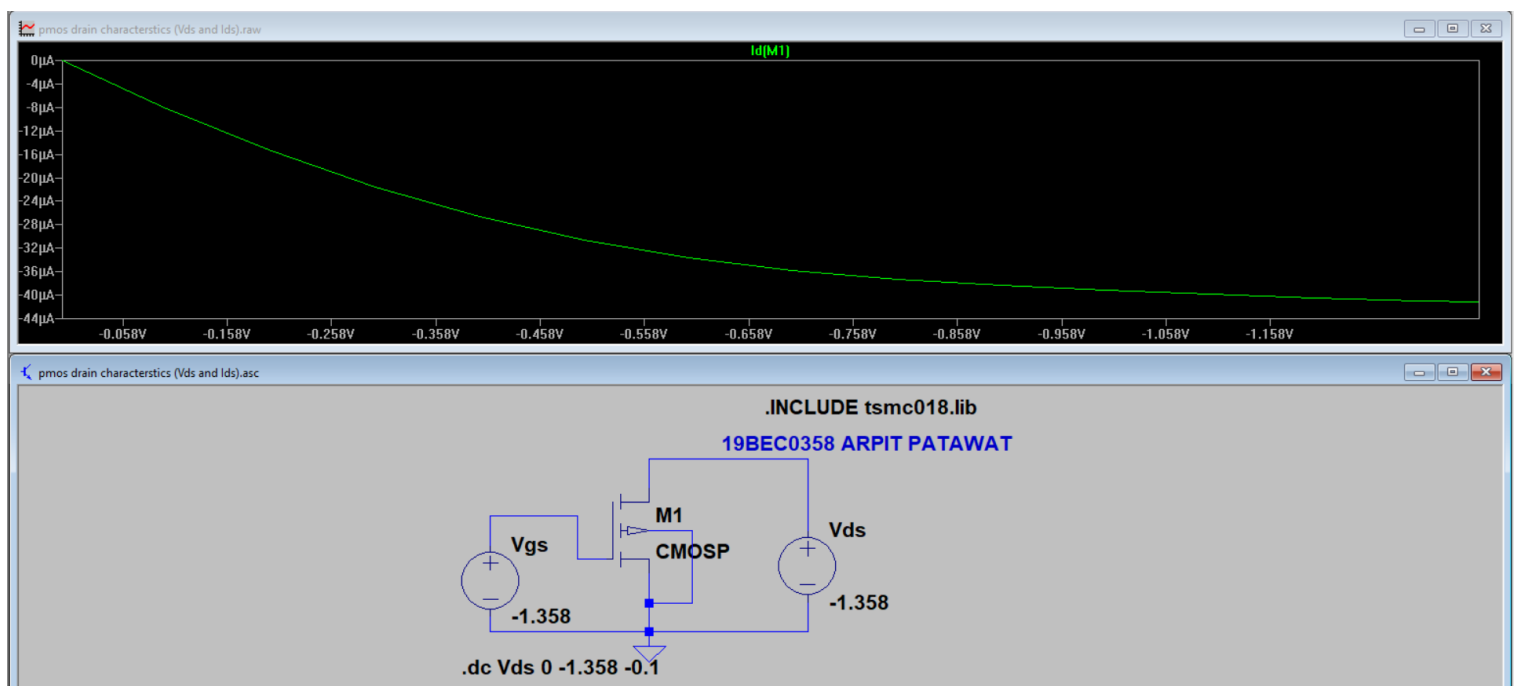 pmos drain characterstics (Vds and Ids).raw
Id(M1)
0µA
-4µA
-8µA
-12µA
-16µA
-20µA
-24µA
-28µA
-32µA
-36µA
-40µA
-44µA
-0.058V -0.158V -0.258V -0.358V -0.458V -0.558V -0.658V -0.758V -0.858V -0.958V -1.058V -1.158V
pmos drain characterstics (Vds and Ids).asc
.INCLUDE tsmc018.lib
19BEC0358 ARPIT PATAWAT
M1
Vds
Vgs
CMOSP
-1.358
-1.358
.dc Vds 0 -1.358 -0.1